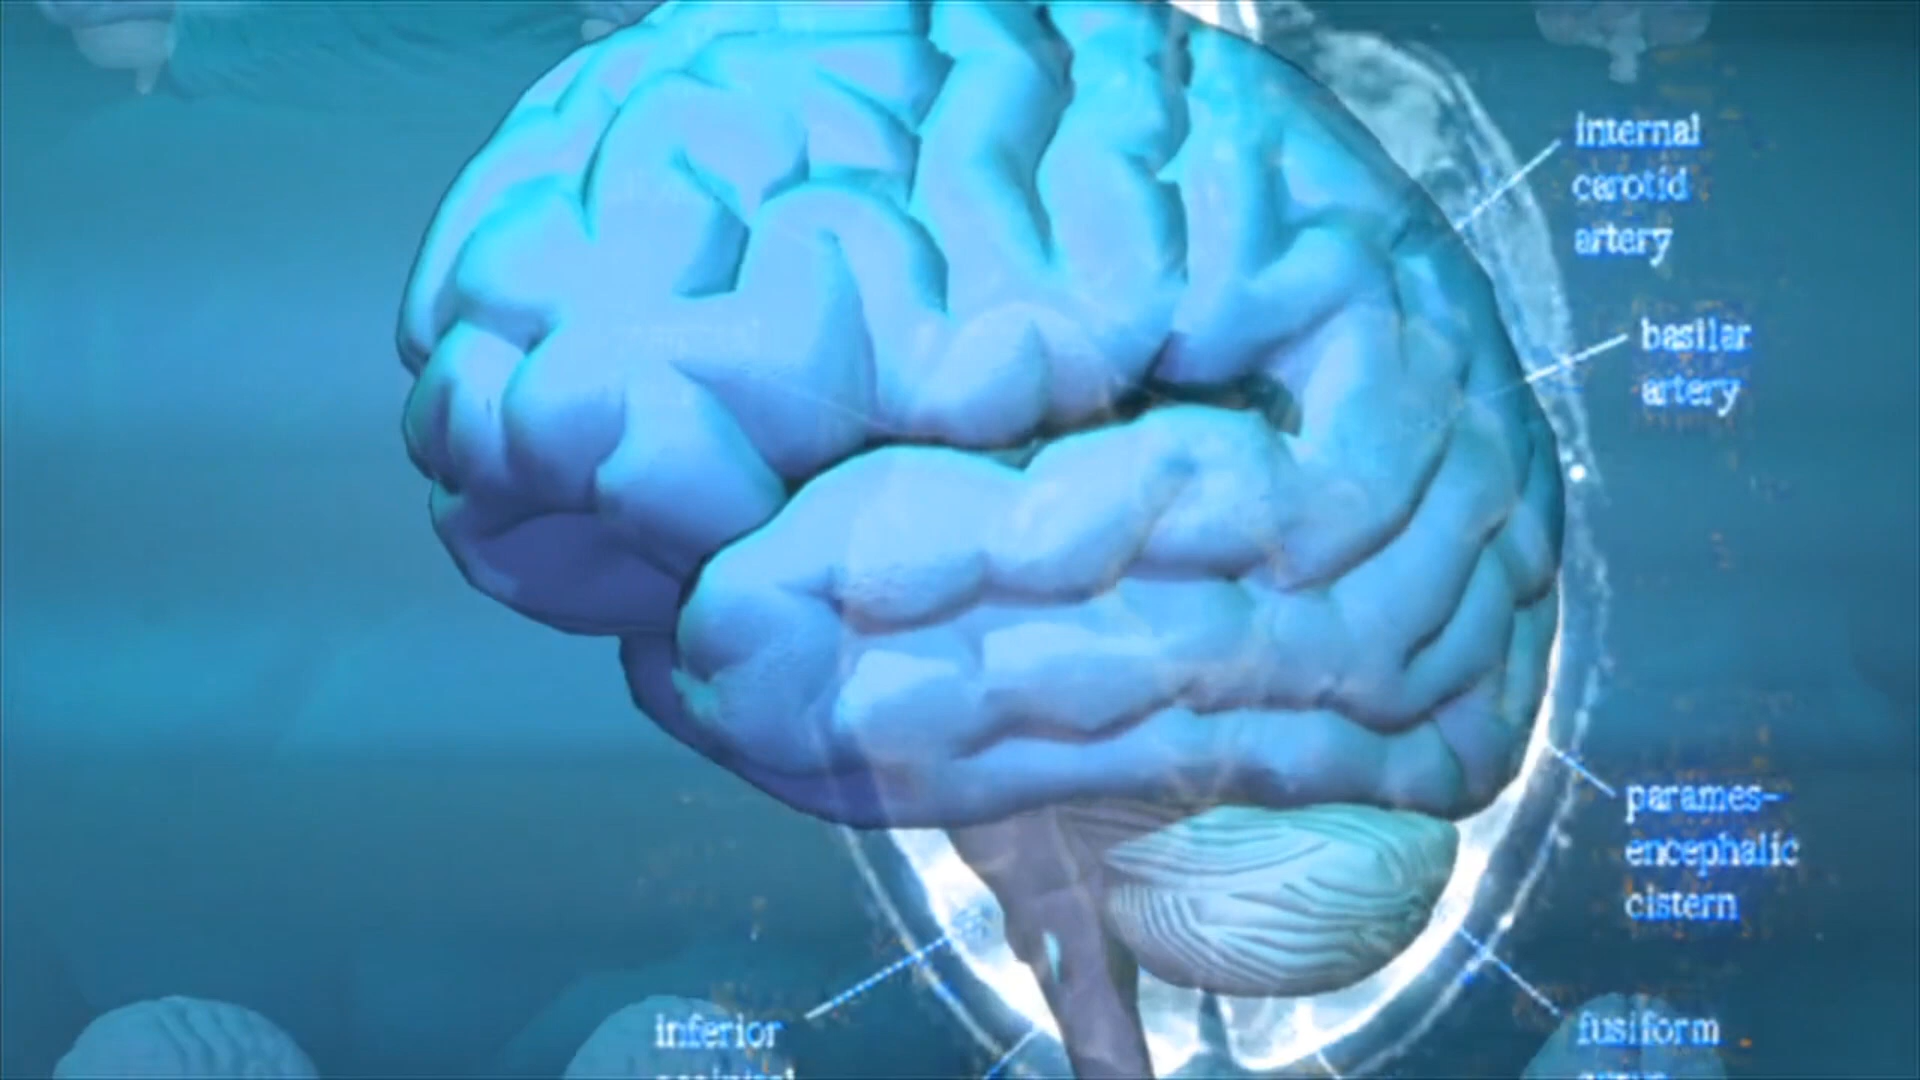 internal
carotid
artery
basilar
artery
parames-
encephalic
cistern
inferior
fusiform